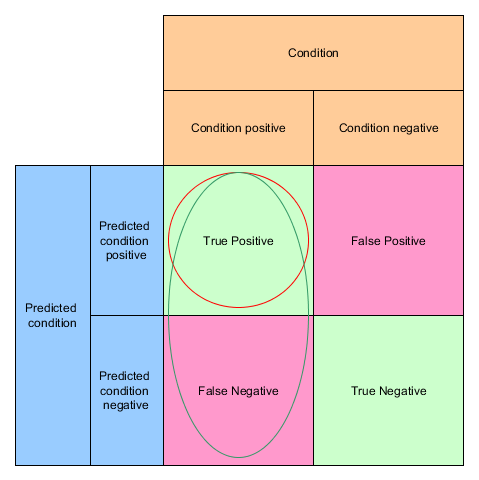 Condition
Condition positive
Condition negative
Predicted
condition
positive
True Positive
False Positive
Predicted
condition
Predicted
condition
negative
False Negative
True Negative